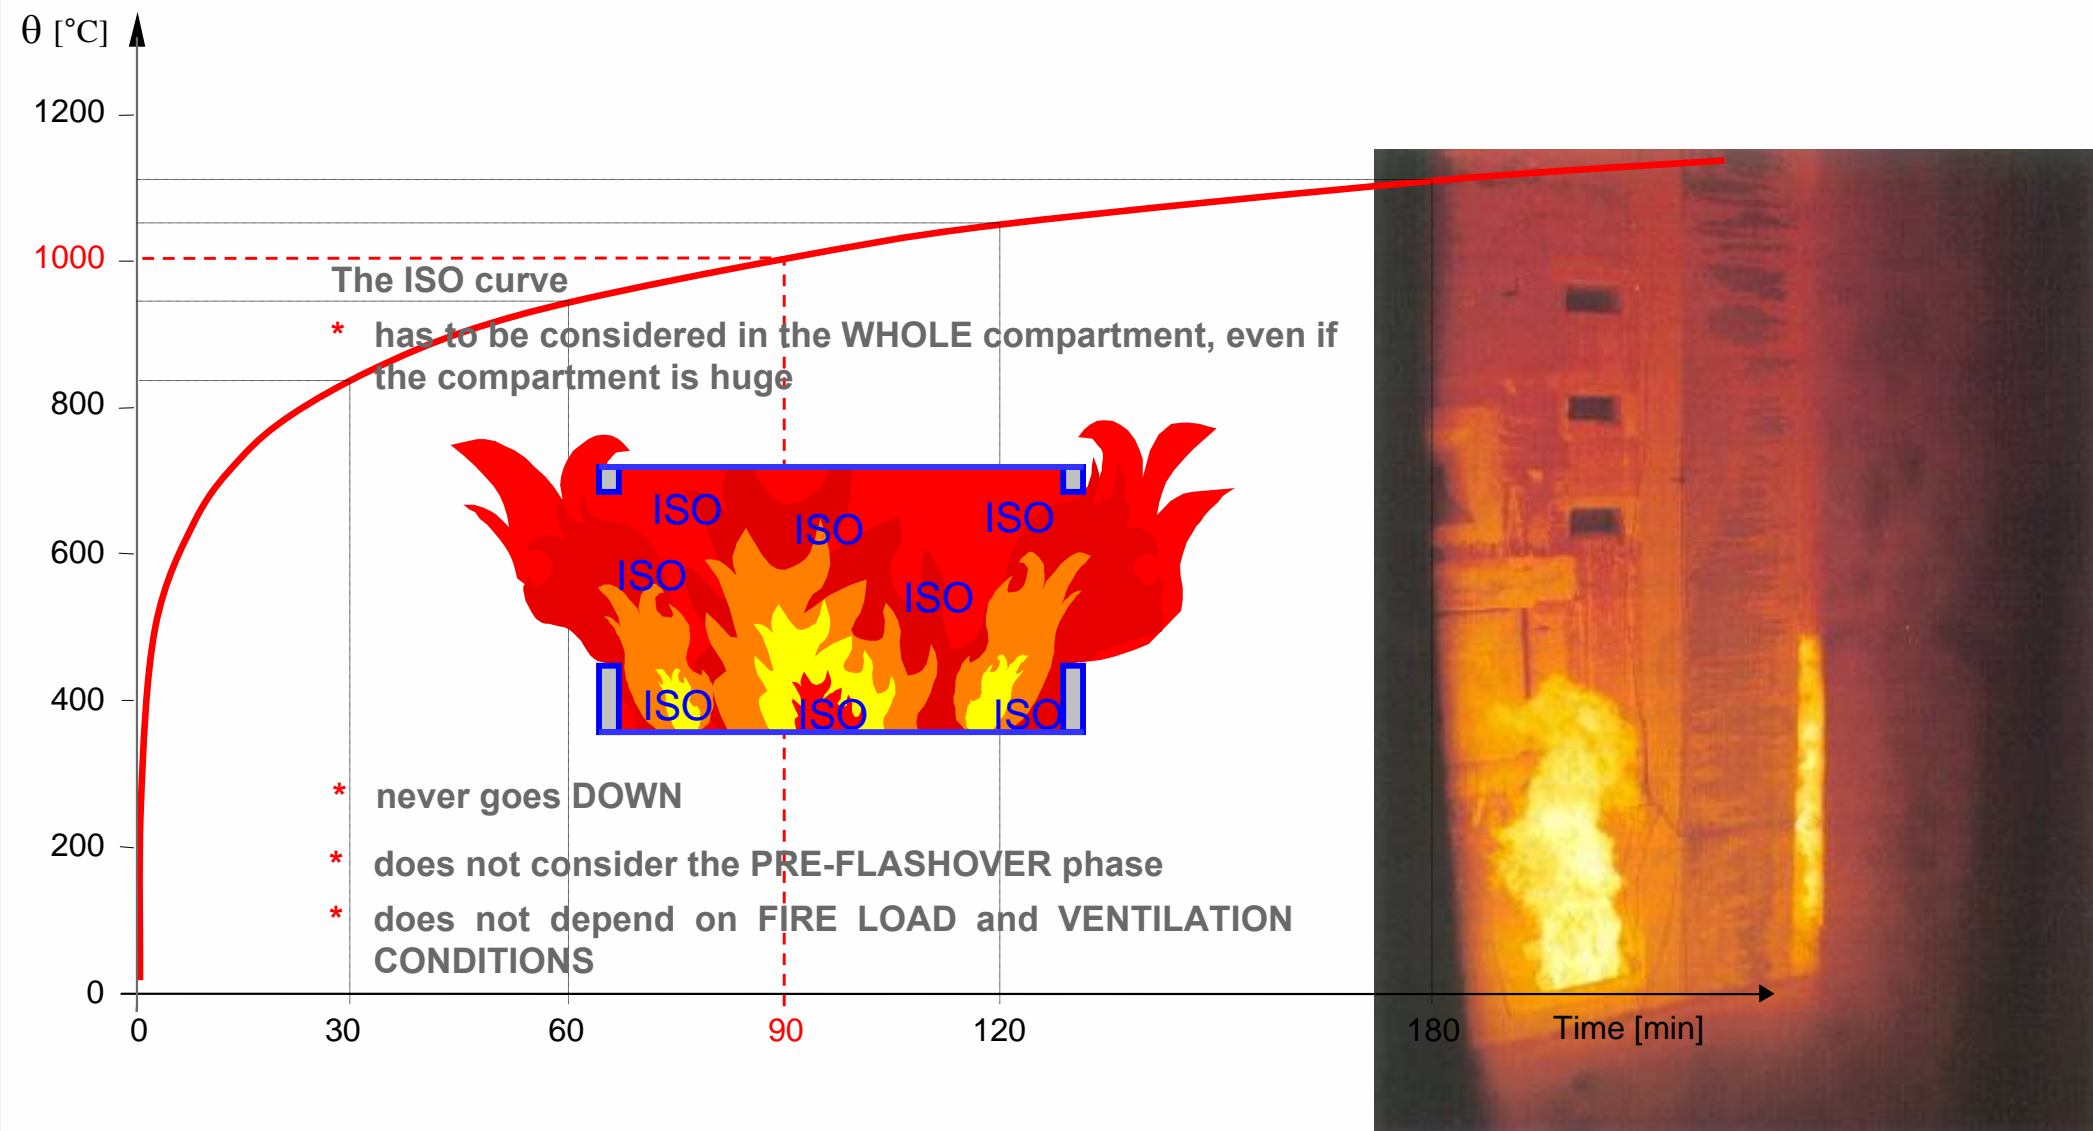 θ [°C]
1200
1000
The ISO curve
* has to be considered in the WHOLE compartment, even if
the compartment is huge
800
ISO
ISO
ISO
600
ISO
ISO
400
ISO
ISO
ISO
* never goes DOWN
200
* does not consider the PRE-FLASHOVER phase
* does not depend on FIRE LOAD and VENTILATION
CONDITIONS
0
0 30 60 90 120 180 Time [min]